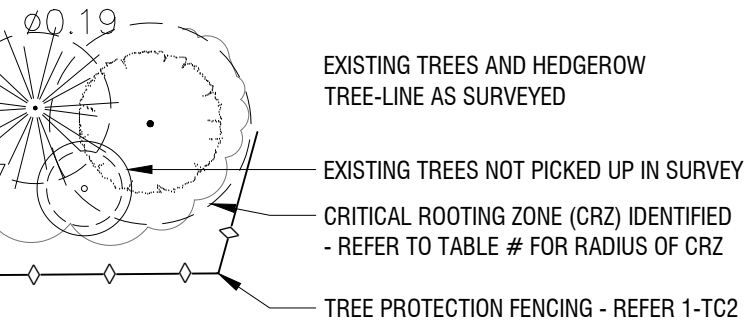 ø0.19
EXISTING TREES AND HEDGEROW
TREE-LINE AS SURVEYED
EXISTING TREES NOT PICKED UP IN SURVEY
CRITICAL ROOTING ZONE (CRZ) IDENTIFIED
- REFER TO TABLE # FOR RADIUS OF CRZ
TREE PROTECTION FENCING - REFER 1-TC2